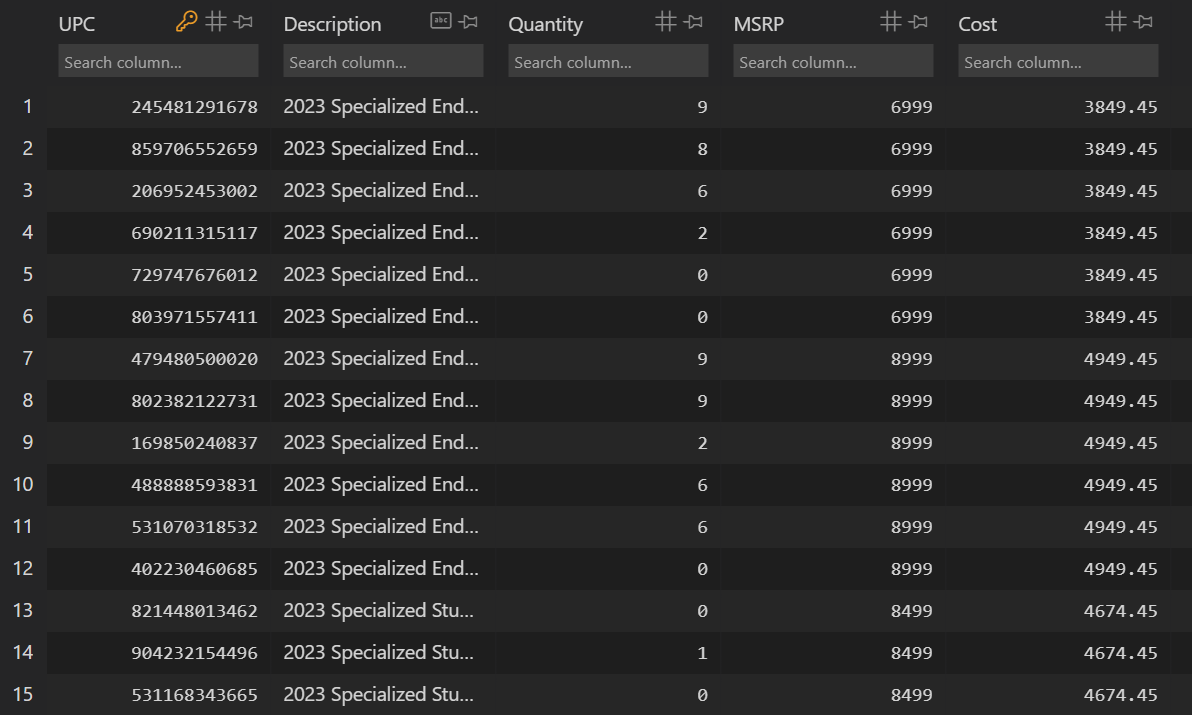 UPC Description abc Quantity MSRP Cost
Search column... Search column... Search column... Search column... Search column...
1 245481291678 2023 Specialized End... 9 6999 3849.45
2 859706552659 2023 Specialized End... 8 6999 3849.45
3 206952453002 2023 Specialized End... 6 6999 3849.45
4 690211315117 2023 Specialized End... 2 6999 3849.45
5 729747676012 2023 Specialized End... 0 6999 3849.45
6 803971557411 2023 Specialized End... 0 6999 3849.45
7 479480500020 2023 Specialized End... 9 8999 4949.45
8 802382122731 2023 Specialized End... 9 8999 4949.45
9 169850240837 2023 Specialized End... 2 8999 4949.45
10 488888593831 2023 Specialized End... 6 8999 4949.45
11 531070318532 2023 Specialized End... 6 8999 4949.45
12 402230460685 2023 Specialized End... 0 8999 4949.45
13 821448013462 2023 Specialized Stu... 0 8499 4674.45
14 904232154496 2023 Specialized Stu... 1 8499 4674.45
15 531168343665 2023 Specialized Stu... 0 8499 4674.45